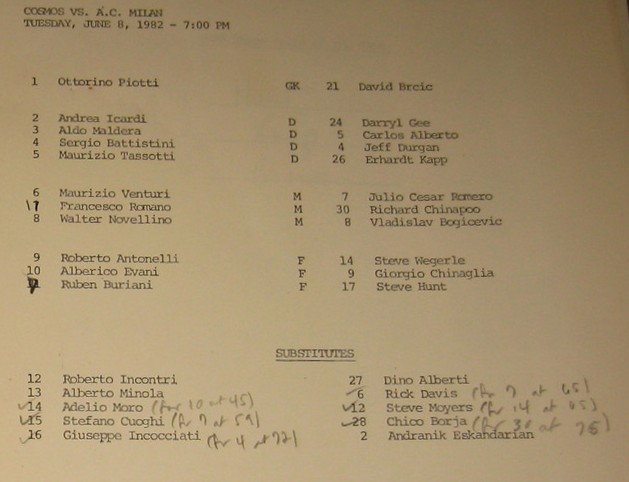 COSMOS VS. A.C. MILAN
TUESDAY, JUNE 8, 1982 - 7:00 PM
1 Ottorino Piotti GK 21 David Brcic
2 Andrea Icardi D 24 Darryl Gee
3 Aldo Maldera D 5 Carlos Alberto
4 Sergio Battistini D 4 Jeff Durgan
5 Maurizio Tassotti D 26 Erhardt Kapp
6 Maurizio Venturi M 7 Julio Cesar Romero
7 Francesco Romano M 30 Richard Chinapoo
8 Walter Novellino M 8 Vladislav Bogicevic
9 Roberto Antonelli F 14 Steve Wegerle
10 Alberico Evani F 9 Giorgio Chinaglia
Ruben Buriani F 17 Steve Hunt
SUBSTITUTES
12 Roberto Incontri 27 Dino Alberti
13 Alberto Minola 6 Rick Davis (for 7 at 65)
14 Adelio Moro (for 10 at 45) 12 Steve Moyers (for 14 at 65)
15 Stefano Cuoghi (for 7 at 59) 28 Chico Borja (for 30 at 76)
16 Giuseppe Incocciati (for 4 at 72) 2 Andranik Eskandarian